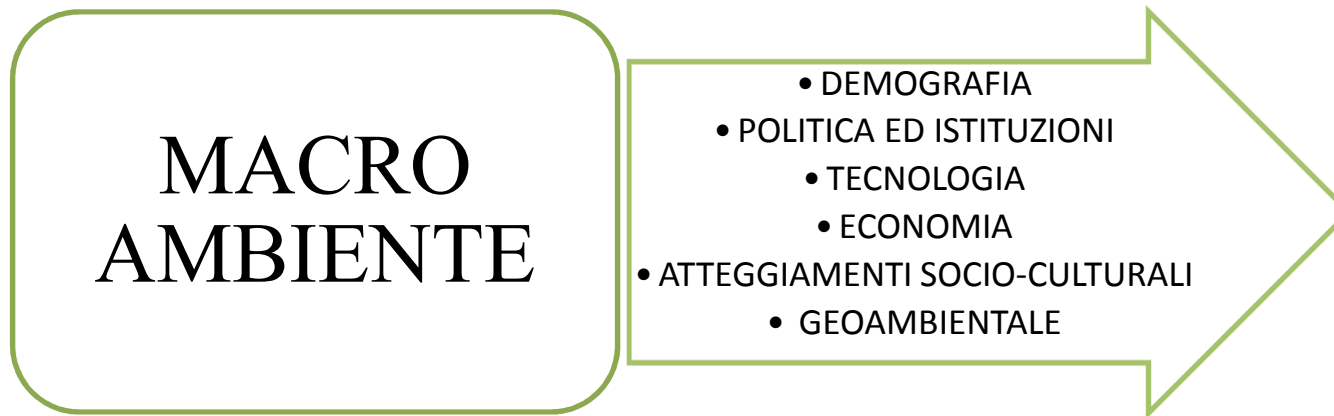 MACRO
AMBIENTE
• DEMOGRAFIA
• POLITICA ED ISTITUZIONI
• TECNOLOGIA
• ECONOMIA
• ATTEGGIAMENTI SOCIO-CULTURALI
• GEOAMBIENTALE